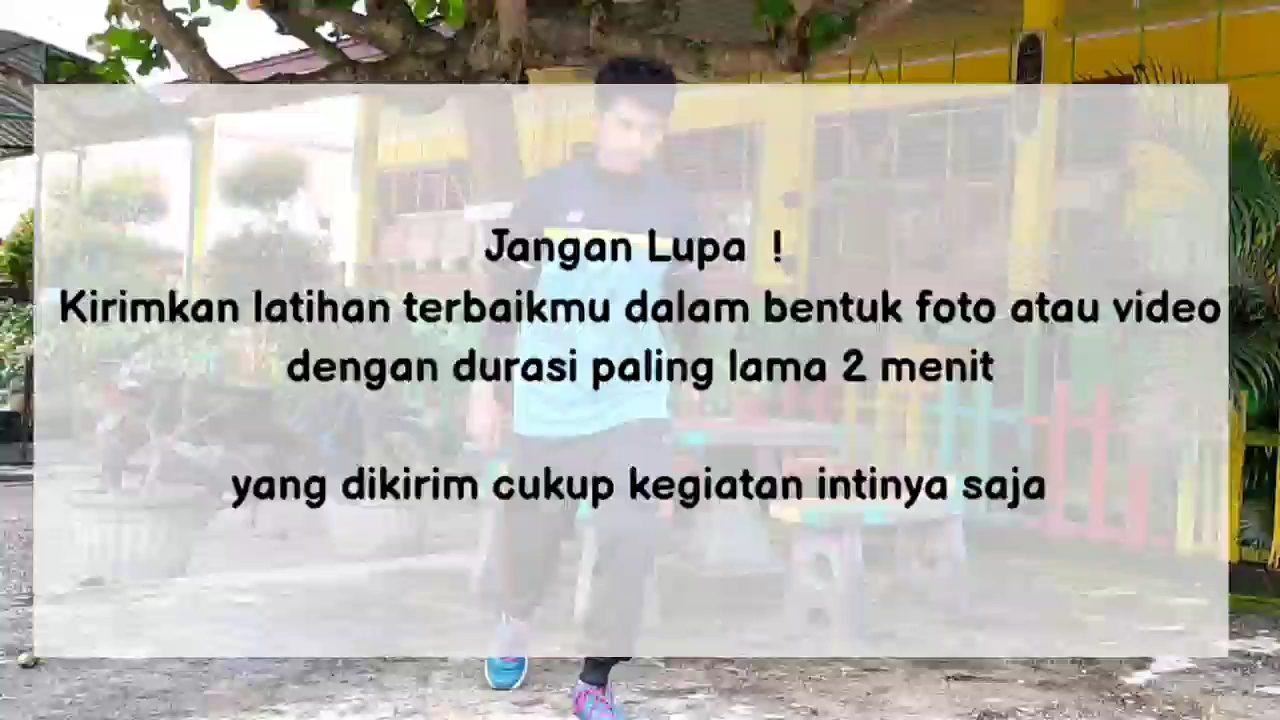 Jangan Lupa !
Kirimkan latihan terbaikmu dalam bentuk foto atau video
dengan durasi paling lama 2 menit
yang dikirim cukup kegiatan intinya saja